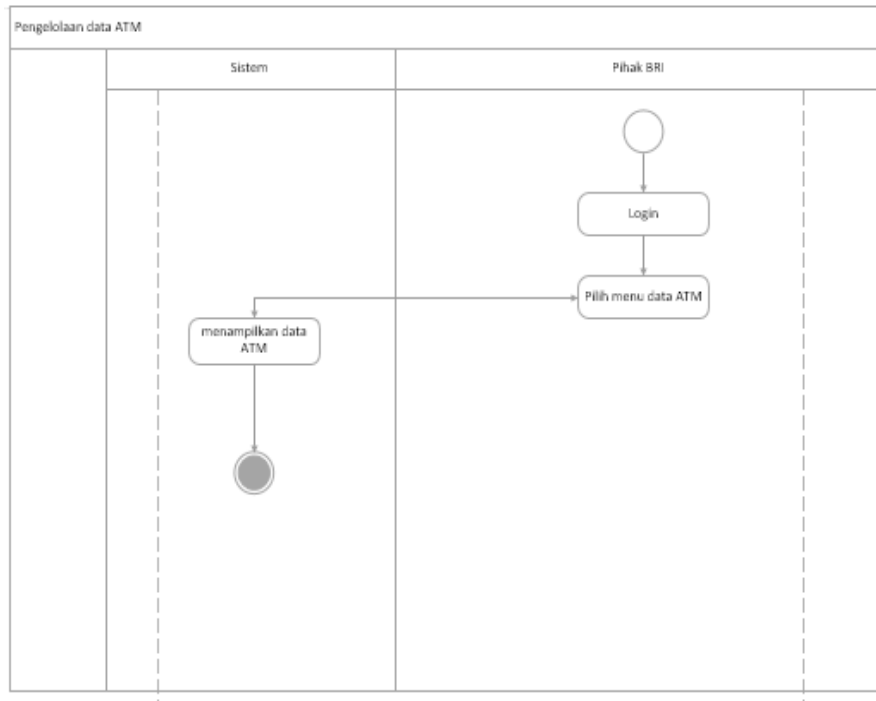 Pengelolaan data ATM
Sistem
Pihak BRI
Login
Pilih menu data ATM
menampilkan data
ATM